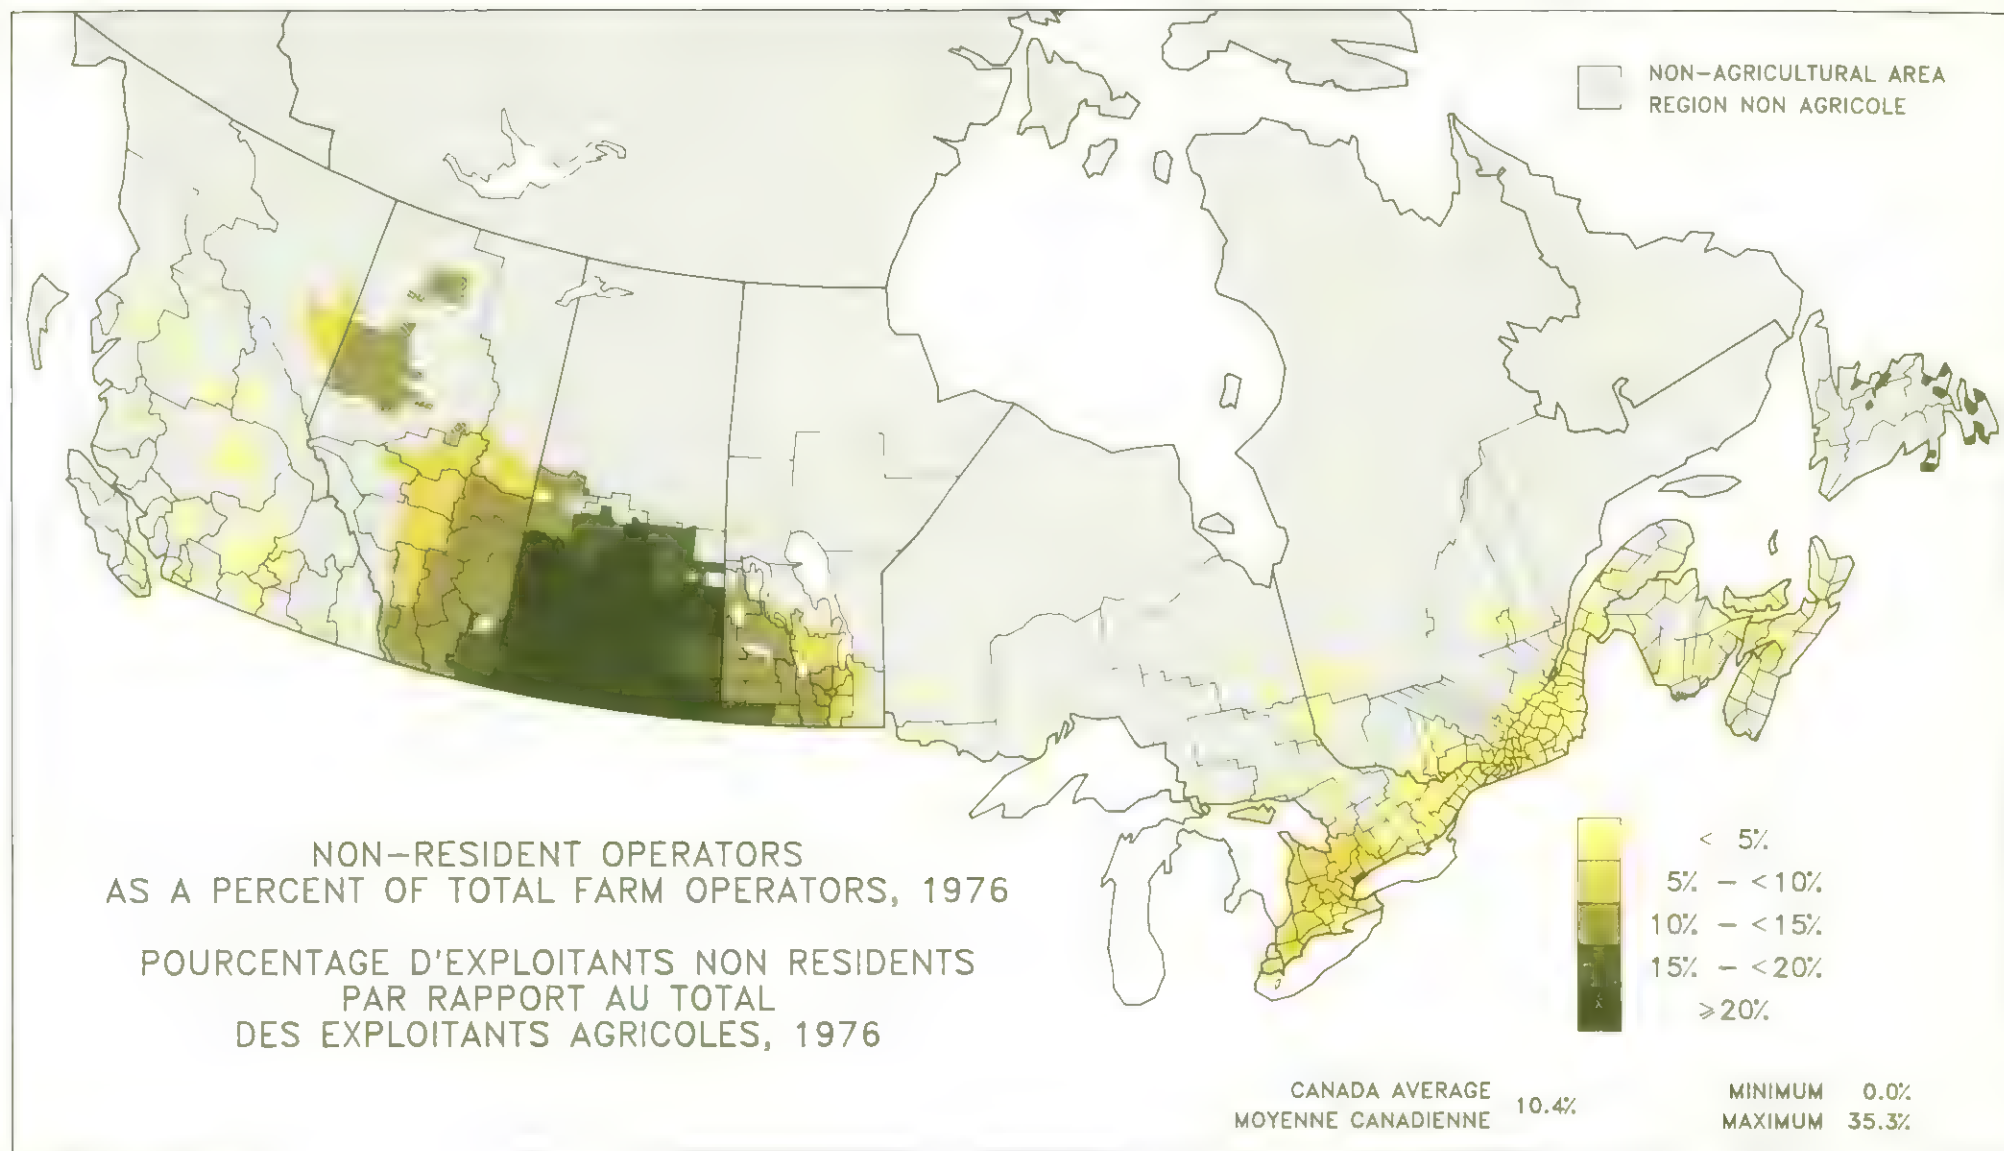 NON-AGRICULTURAL AREA
REGION NON AGRICOLE
NON-RESIDENT OPERATORS
AS A PERCENT OF TOTAL FARM OPERATORS, 1976
POURCENTAGE D'EXPLOITANTS NON RESIDENTS
PAR RAPPORT AU TOTAL
DES EXPLOITANTS AGRICOLES, 1976
< 5%
5% - <10%
10% - <15%
15% - <20%
⩾20%
CANADA AVERAGE
MOYENNE CANADIENNE
10.4%
MINIMUM 0.0%
MAXIMUM 35.3%